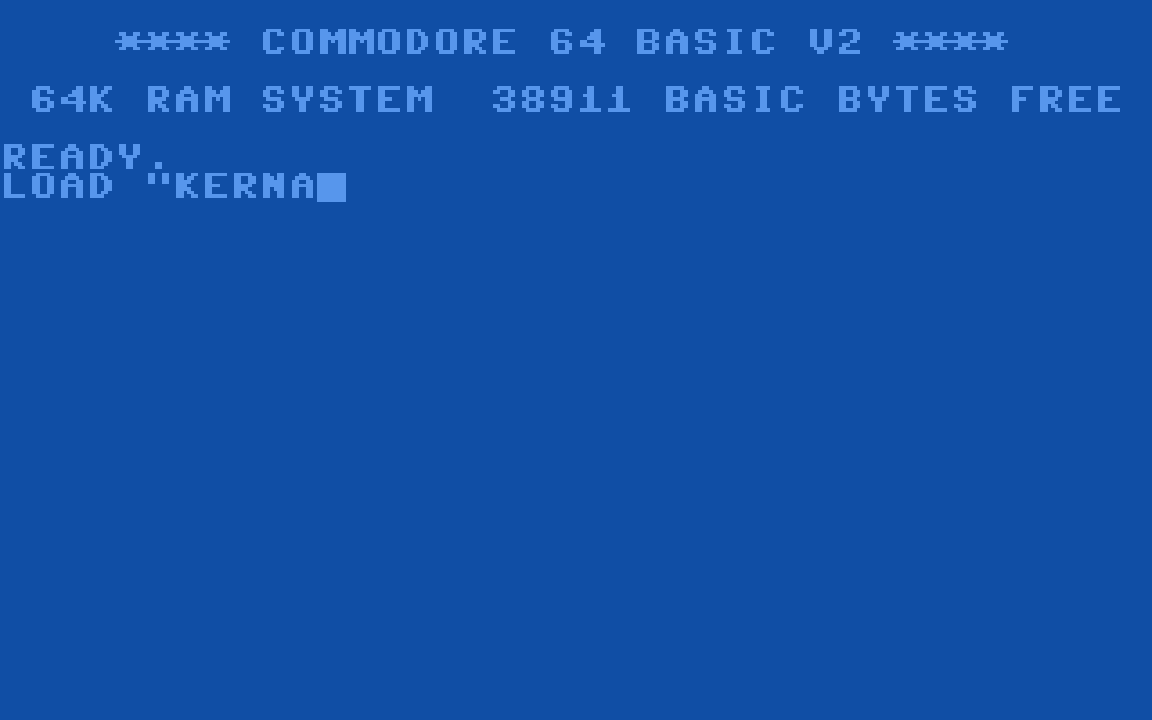 **** COMMODORE 64 BASIC V2 ****
64K RAM SYSTEM  38911 BASIC BYTES FREE
READY.
LOAD "KERNA